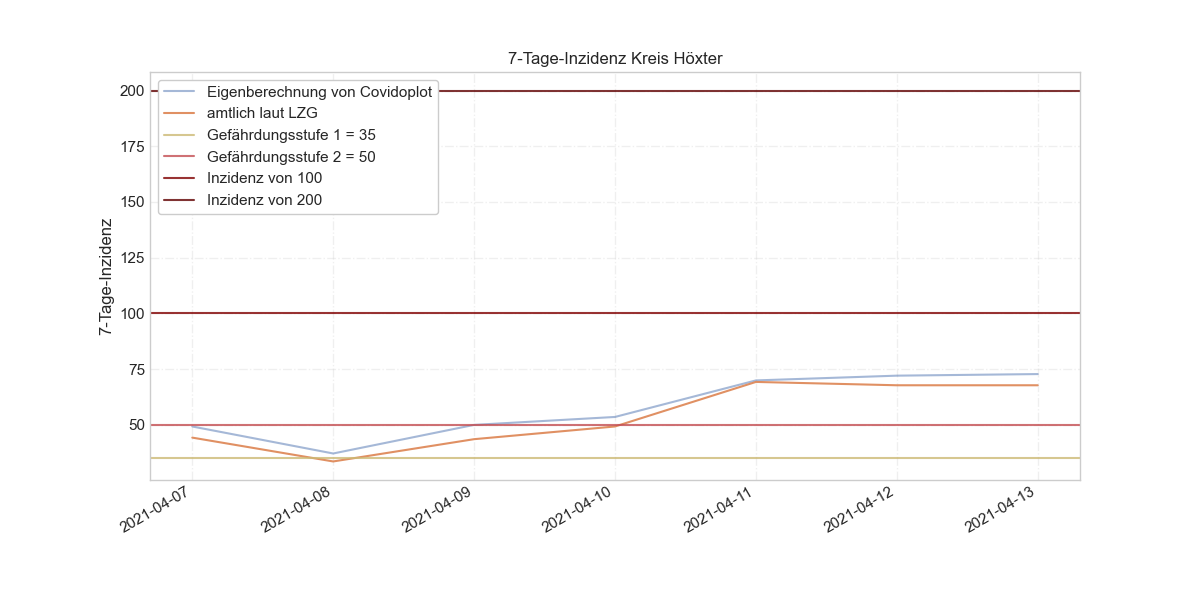 7-Tage-Inzidenz Kreis Höxter
Eigenberechnung von Covidoplot
amtlich laut LZG
Gefährdungsstufe 1 = 35
Gefährdungsstufe 2 = 50
Inzidenz von 100
Inzidenz von 200
7-Tage-Inzidenz
200
175
150
125
100
75
50
2021-04-07
2021-04-08
2021-04-09
2021-04-10
2021-04-11
2021-04-12
2021-04-13